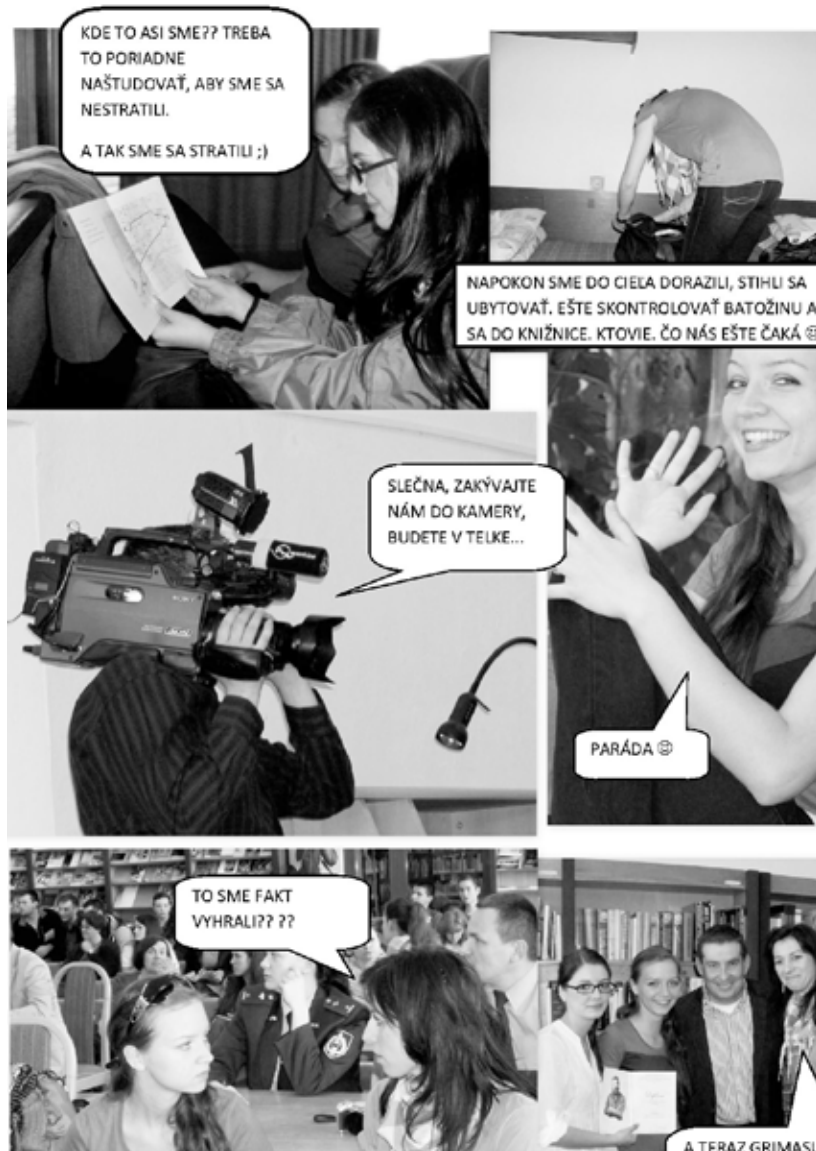 KDE TO ASI SME?? TREBA
TO PORIADNE
NAŠTUDOVAŤ, ABY SME SA
NESTRATILI.
A TAK SME SA STRATILI ;)
NAPOKON SME DO CIEĽA DORAZILI, STIHLI SA
UBYTOVAŤ. EŠTE SKONTROLOVAŤ BATOŽINU A
SA DO KNIŽNICE. KTOVIE. ČO NÁS EŠTE ČAKÁ ☺
SLEČNA, ZAKÝVAJTE
NÁM DO KAMERY,
BUDETE V TELKE...
SONY
PARÁDA ☺
TO SME FAKT
VYHRALI?? ??
A TERAZ GRIMASU